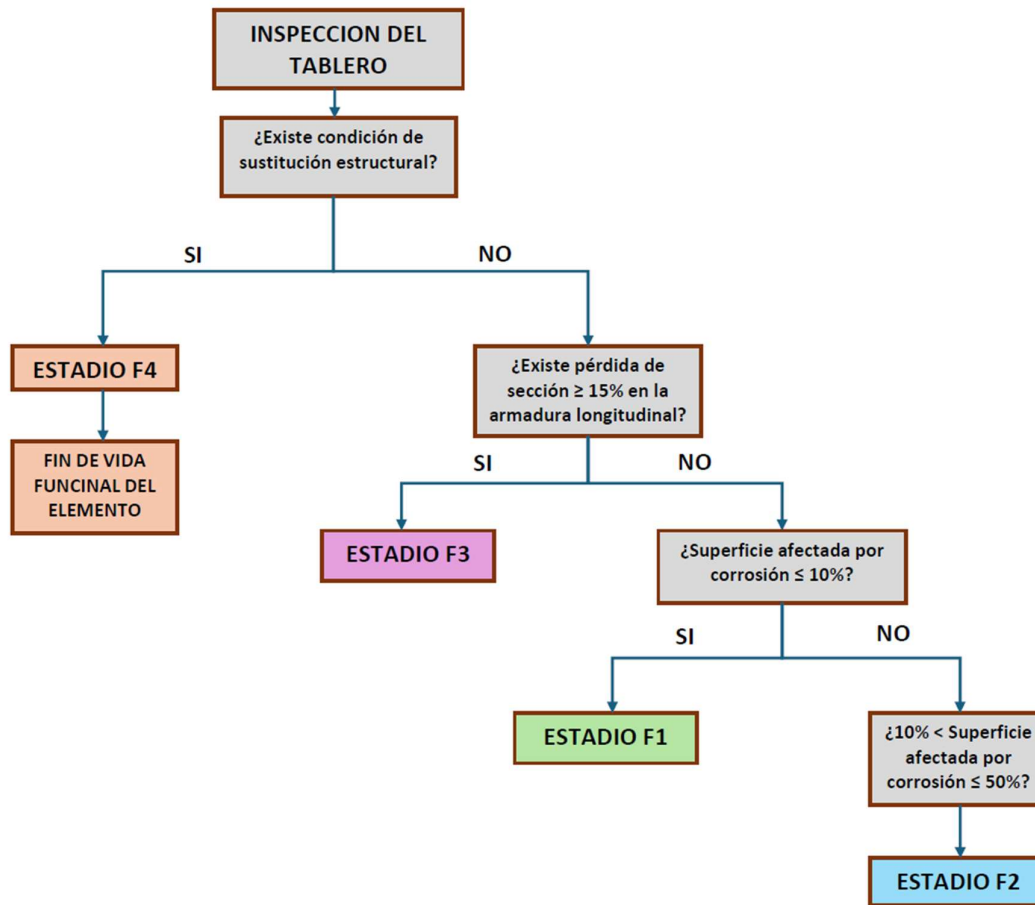 INSPECCION DEL
TABLERO
¿Existe condición de
sustitución estructural?
SI
NO
ESTADIO F4
¿Existe pérdida de
sección ≥ 15% en la
armadura longitudinal?
FIN DE VIDA
FUNCINAL DEL
ELEMENTO
SI
NO
ESTADIO F3
¿Superficie afectada por
corrosión ≤ 10%?
SI
NO
ESTADIO F1
¿10% < Superficie
afectada por
corrosión ≤ 50%?
ESTADIO F2